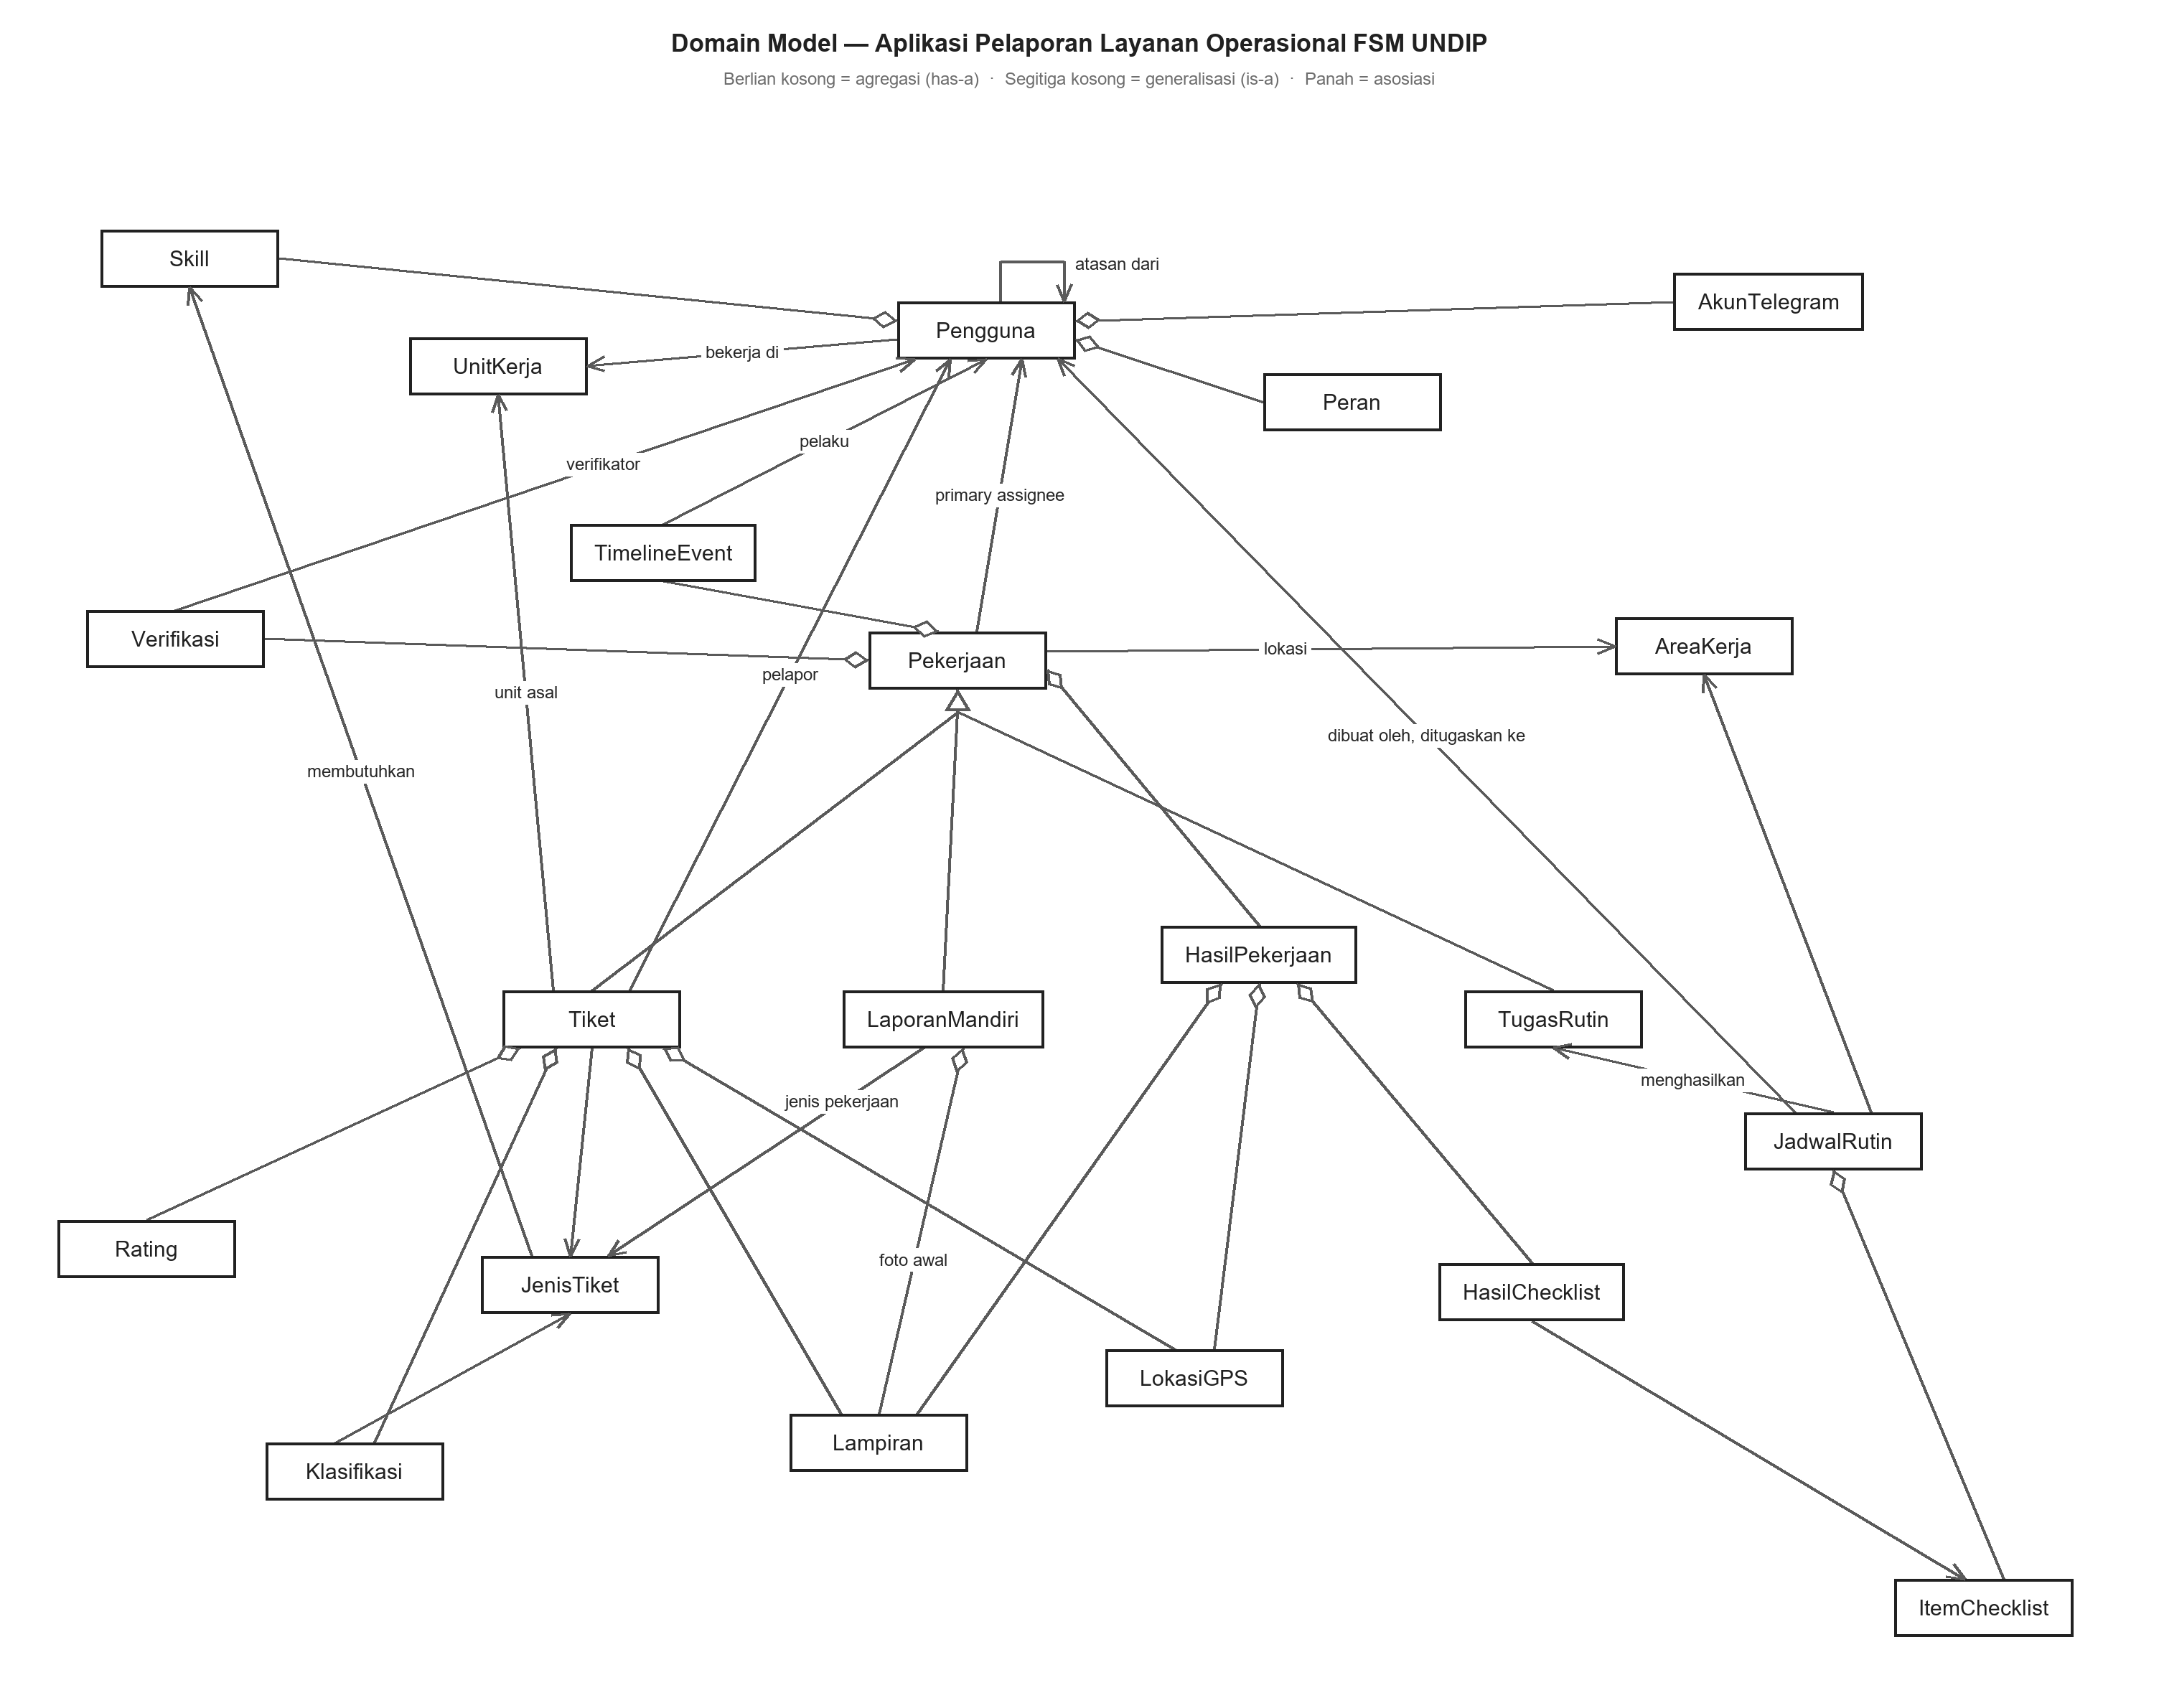 Domain Model — Aplikasi Pelaporan Layanan Operasional FSM UNDIP
Berlian kosong = agregasi (has-a) · Segitiga kosong = generalisasi (is-a) · Panah = asosiasi
Skill
atasan dari
AkunTelegram
Pengguna
bekerja di
UnitKerja
Peran
pelaku
verifikator
primary assignee
TimelineEvent
Verifikasi
Pekerjaan
lokasi
AreaKerja
pelapor
unit asal
dibuat oleh, ditugaskan ke
membutuhkan
HasilPekerjaan
Tiket
LaporanMandiri
TugasRutin
menghasilkan
jenis pekerjaan
JadwalRutin
Rating
foto awal
JenisTiket
HasilChecklist
LokasiGPS
Lampiran
Klasifikasi
ItemChecklist